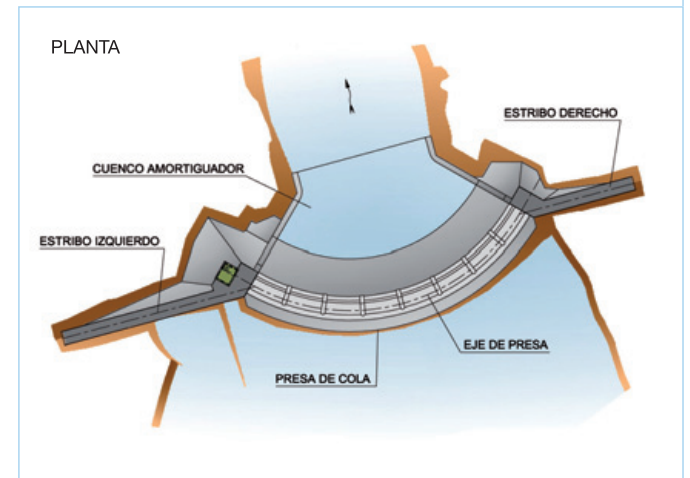 PLANTA
ESTRIBO DERECHO
CUENCO AMORTIGUADOR
ESTRIBO IZQUIERDO
EJE DE PRESA
PRESA DE COLA